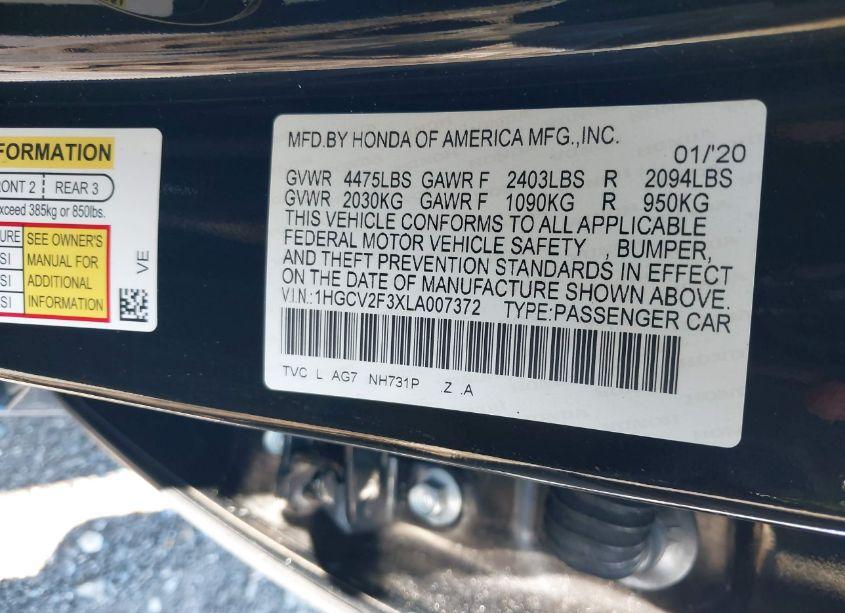 FORMATION
RONT 2 REAR 3
xceed 385kg or 850lbs.
URE SEE OWNER'S
SI MANUAL FOR
SI ADDITIONAL
SI INFORMATION
VE
MFD.BY HONDA OF AMERICA MFG.,INC.
01/'20
GVWR 4475LBS GAWR F 2403LBS R 2094LBS
GVWR 2030KG GAWR F 1090KG R 950KG
THIS VEHICLE CONFORMS TO ALL APPLICABLE
FEDERAL MOTOR VEHICLE SAFETY , BUMPER,
AND THEFT PREVENTION STANDARDS IN EFFECT
ON THE DATE OF MANUFACTURE SHOWN ABOVE.
V.I.N.:1HGCV2F3XLA007372 TYPE:PASSENGER CAR
TVC L AG7 NH731P .Z .A